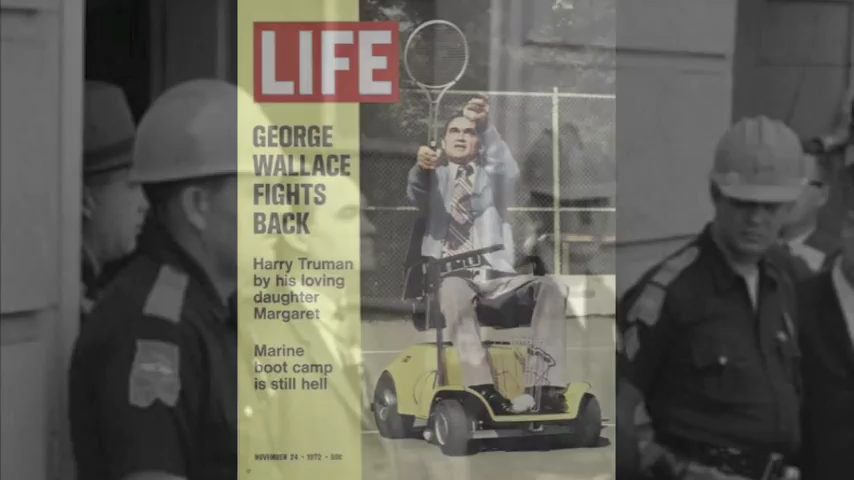 LIFE
GEORGE
WALLACE
FIGHTS
BACK
Harry Truman
by his loving
daughter
Margaret
Marine
boot camp
is still hell
NOVEMBER 24 · 1972 · 50¢